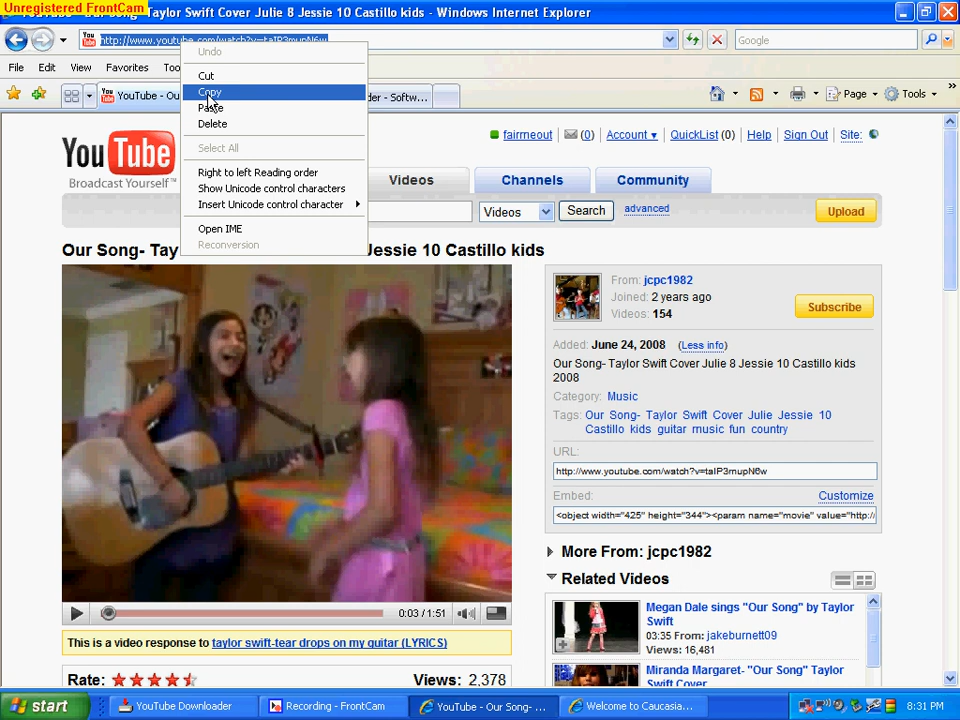 Unregistered FrontCam
Our Song- Taylor Swift Cover Julie 8 Jessie 10 Castillo kids - Windows Internet Explorer
http://www.youtube.com/watch?v=taIP3mupN6w
Google
File Edit View Favorites
YouTube - Ou
der - Softw...
Page Tools
Undo
Cut
Copy
Paste
Delete
Select All
Right to left Reading order
Show Unicode control characters
Insert Unicode control character
Open IME
Reconversion
YouTube
Broadcast Yourself™
fairmeout (0) Account QuickList (0) Help Sign Out Site:
Videos Channels Community
Videos Search advanced Upload
Our Song- Tay
Jessie 10 Castillo kids
From: jcpc1982
Joined: 2 years ago
Videos: 154
Subscribe
Added: June 24, 2008 (Less info)
Our Song- Taylor Swift Cover Julie 8 Jessie 10 Castillo kids
2008
Category: Music
Tags: Our Song- Taylor Swift Cover Julie Jessie 10
Castillo kids guitar music fun country
URL:
http://www.youtube.com/watch?v=taIP3mupN6w
Embed: Customize
<object width="425" height="344"><param name="movie" value="http:/
More From: jcpc1982
Related Videos
0:03 / 1:51
This is a video response to taylor swift-tear drops on my guitar (LYRICS)
Rate: Views: 2,378
Megan Dale sings "Our Song" by Taylor
Swift
03:35 From: jakeburnett09
Views: 16,481
Miranda Margaret- "Our Song" Taylor
Swift Cover
start YouTube Downloader Recording - FrontCam YouTube - Our Song- ... Welcome to Caucasia... 8:31 PM